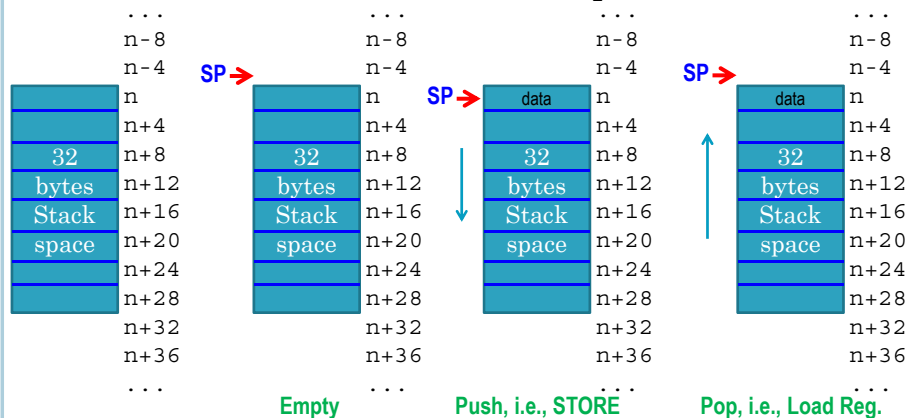 ... ... ... ...
n-8 n-8 n-8 n-8
n-4 SP n-4 n-4 SP n-4
n n SP data n data n
n+4 n+4 n+4 n+4
32 n+8 32 n+8 32 n+8 32 n+8
bytes n+12 bytes n+12 bytes n+12 bytes n+12
Stack n+16 Stack n+16 Stack n+16 Stack n+16
space n+20 space n+20 space n+20 space n+20
n+24 n+24 n+24 n+24
n+28 n+28 n+28 n+28
n+32 n+32 n+32 n+32
n+36 n+36 n+36 n+36
... ... ... ...
Empty Push, i.e., STORE Pop, i.e., Load Reg.